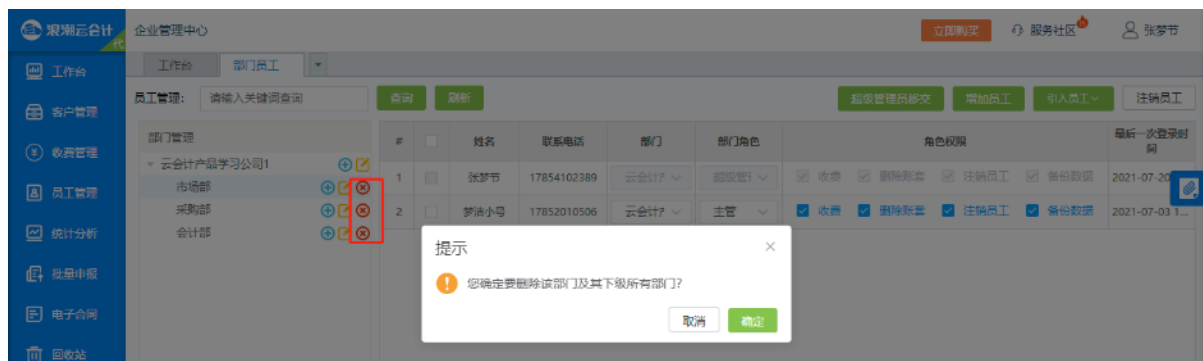 浪潮云会计
代
企业管理中心
立即购买
服务社区
张梦节
工作台
客户管理
收费管理
员工管理
统计分析
批量申报
电子合同
回收站
工作台 部门员工
员工管理: 请输入关键词查询 查询 刷新 超级管理员移交 增加员工 引入员工 注销员工
部门管理
云会计产品学习公司1
市场部
采购部
会计部
# 姓名 联系电话 部门 部门角色 角色权限 最后一次登录时间
1 张梦节 17854102389 云会计产 超级管理 收费 删除账套 注销员工 备份数据 2021-07-20
2 梦洁小号 17852010506 云会计产 主管 收费 删除账套 注销员工 备份数据 2021-07-03 1...
提示
您确定要删除该部门及其下级所有部门?
取消 确定